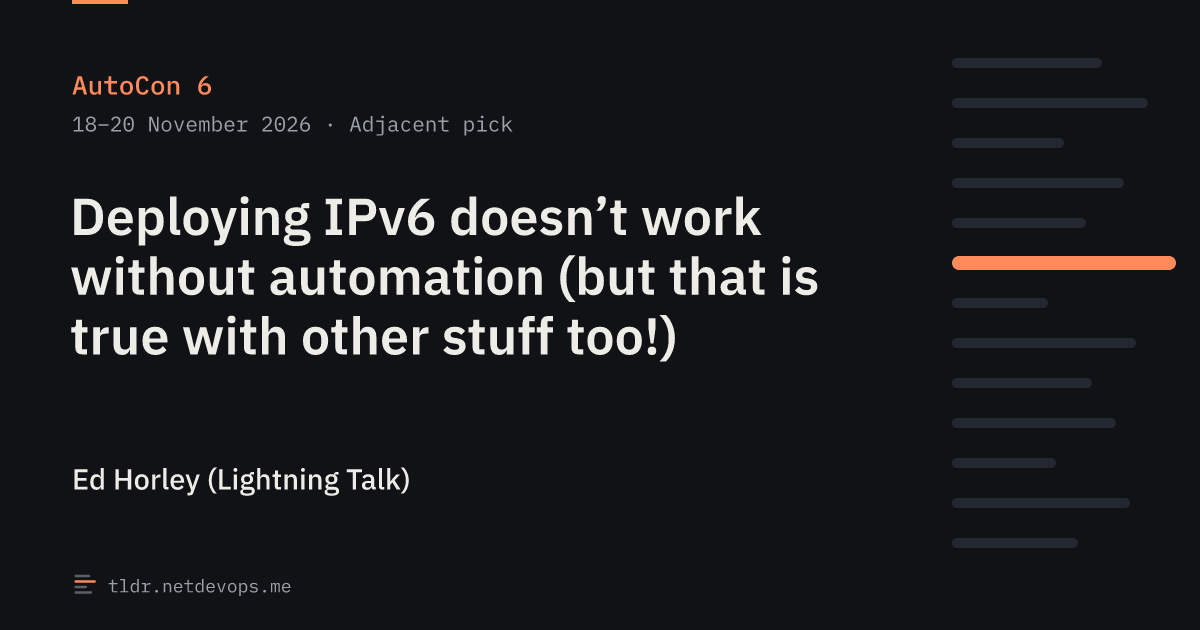 AutoCon 6
18–20 November 2026 · Adjacent pick
Deploying IPv6 doesn’t work
without automation (but that is
true with other stuff too!)
Ed Horley (Lightning Talk)
tldr.netdevops.me